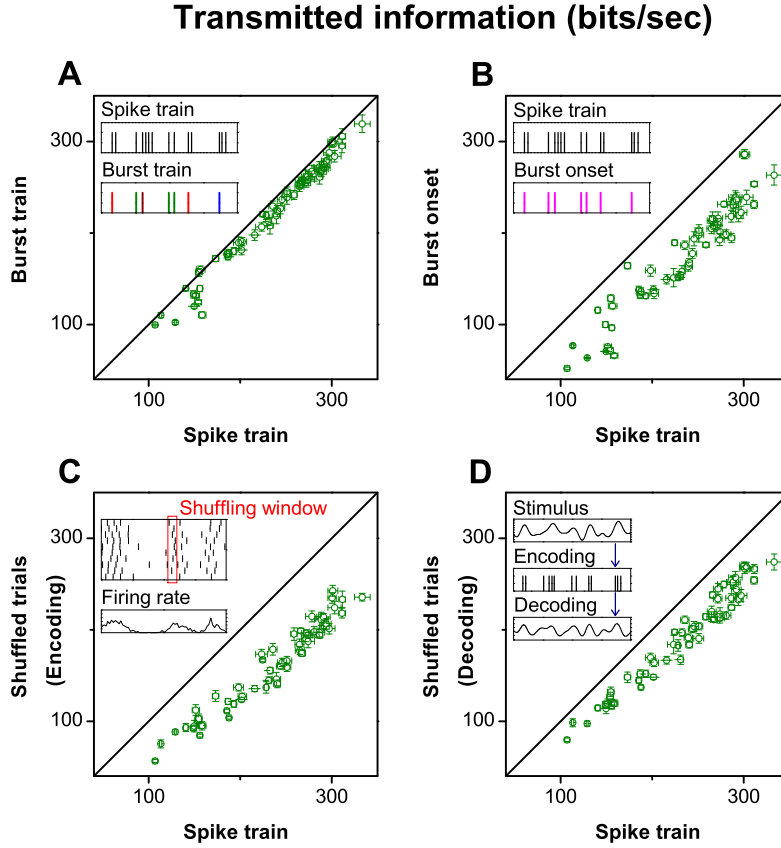 Transmitted information (bits/sec)
A
Spike train
Burst train
300
100
Burst train
100
300
Spike train
B
Spike train
Burst onset
300
100
Burst onset
100
300
Spike train
C
Shuffling window
Firing rate
300
100
Shuffled trials
(Encoding)
100
300
Spike train
D
Stimulus
Encoding
Decoding
300
100
Shuffled trials
(Decoding)
100
300
Spike train